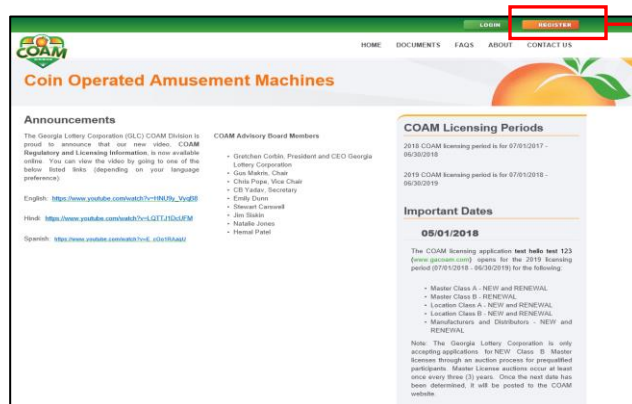 LOGIN
REGISTER
COAM
HOME DOCUMENTS FAQS ABOUT CONTACT US
Coin Operated Amusement Machines
Announcements
The Georgia Lottery Corporation (GLC) COAM Division is
proud to announce that our new video, COAM
Regulatory and Licensing Information, is now available
online. You can view the video by going to one of the
below listed links (depending on your language
preference)
English: https://www.youtube.com/watch?v=
Hindi: https://www.youtube.com/watch?v=
Spanish: https://www.youtube.com/watch?v=
COAM Advisory Board Members
- Gretchen Corbin, President and CEO Georgia
Lottery Corporation
- Gus Makris, Chair
- Chris Pope, Vice Chair
- CB Yadav, Secretary
- Emily Dunn
- Stewart Carswell
- Jim Siskin
- Natalie Jones
- Hemal Patel
COAM Licensing Periods
2018 COAM licensing period is for 07/01/2017 -
06/30/2018
2019 COAM licensing period is for 07/01/2018 -
06/30/2019
Important Dates
05/01/2018
The COAM licensing application test hello test 123
(www.gacoam.com) opens for the 2019 licensing
period (07/01/2018 - 06/30/2019) for the following:
- Master Class A - NEW and RENEWAL
- Master Class B - RENEWAL
- Location Class A - NEW and RENEWAL
- Location Class B - NEW and RENEWAL
- Manufacturers and Distributors - NEW and
RENEWAL
Note: The Georgia Lottery Corporation is only
accepting applications for NEW Class B Master
licenses through an auction process for prequalified
participants. Master License auctions occur at least
once every three (3) years. Once the next date has
been determined, it will be posted to the COAM
website.